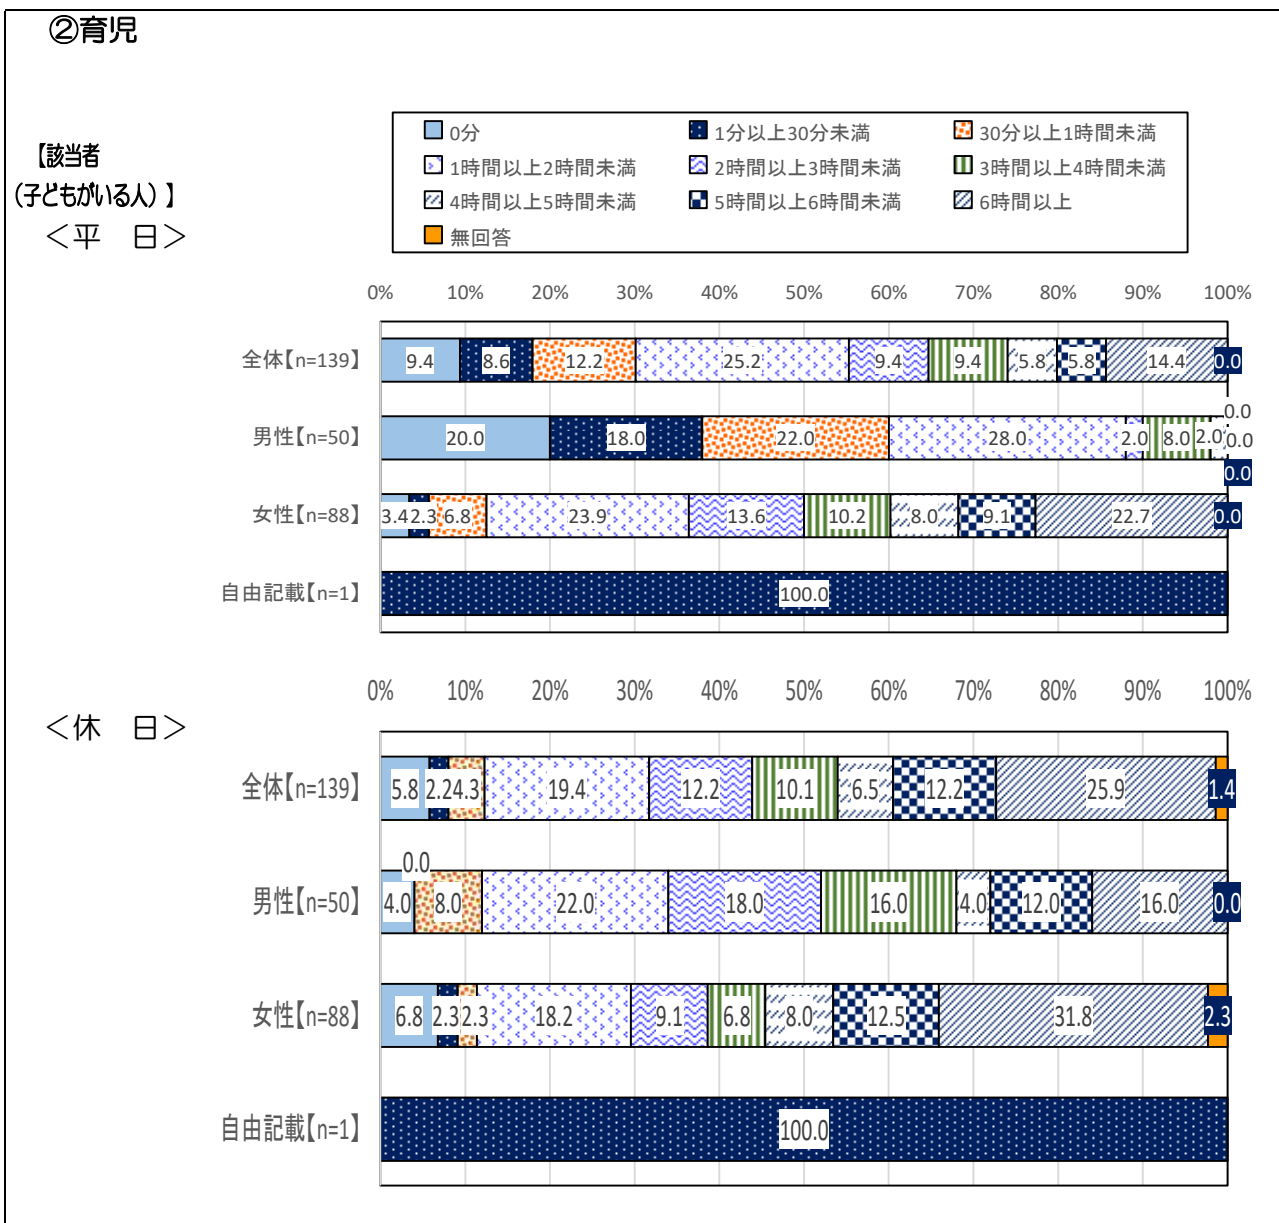 ②育児
0分 1分以上30分未満 30分以上1時間未満
【該当者 1時間以上2時間未満 2時間以上3時間未満 3時間以上4時間未満
(子どもがいる人)】 4時間以上5時間未満 5時間以上6時間未満 6時間以上
＜平　日＞ 無回答
0% 10% 20% 30% 40% 50% 60% 70% 80% 90% 100%
全体【n=139】 9.4 8.6 12.2 25.2 9.4 9.4 5.8 5.8 14.4 0.0
男性【n=50】 20.0 18.0 22.0 28.0 2.0 8.0 2.0 0.0 0.0 0.0
女性【n=88】 3.4 2.3 6.8 23.9 13.6 10.2 8.0 9.1 22.7 0.0
自由記載【n=1】 100.0
0% 10% 20% 30% 40% 50% 60% 70% 80% 90% 100%
＜休　日＞
全体【n=139】 5.8 2.2 4.3 19.4 12.2 10.1 6.5 12.2 25.9 1.4
男性【n=50】 4.0 0.0 8.0 22.0 18.0 16.0 4.0 12.0 16.0 0.0
女性【n=88】 6.8 2.3 2.3 18.2 9.1 6.8 8.0 12.5 31.8 2.3
自由記載【n=1】 100.0